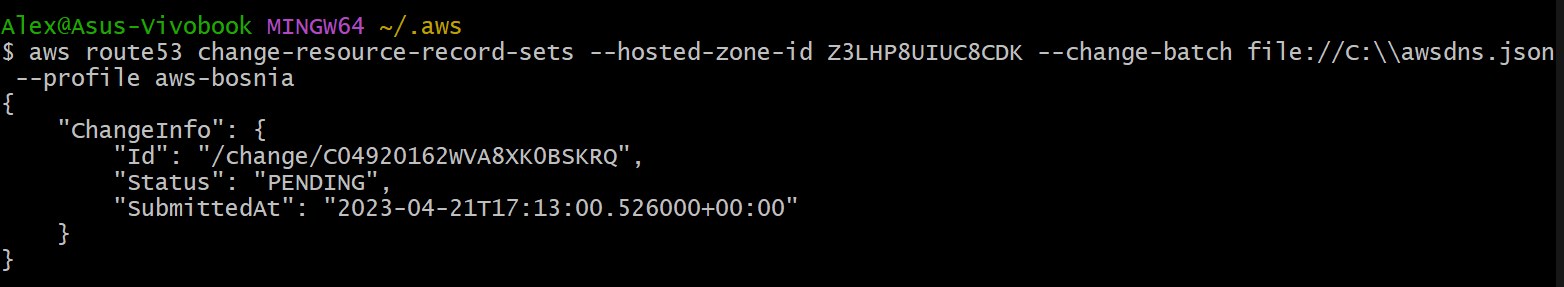 Alex@Asus-Vivobook MINGW64 ~/.aws
$ aws route53 change-resource-record-sets --hosted-zone-id Z3LHP8UIUC8CDK --change-batch file://C:\\awsdns.json
 --profile aws-bosnia
{
    "ChangeInfo": {
        "Id": "/change/C04920162WVA8XK0BSKRQ",
        "Status": "PENDING",
        "SubmittedAt": "2023-04-21T17:13:00.526000+00:00"
    }
}